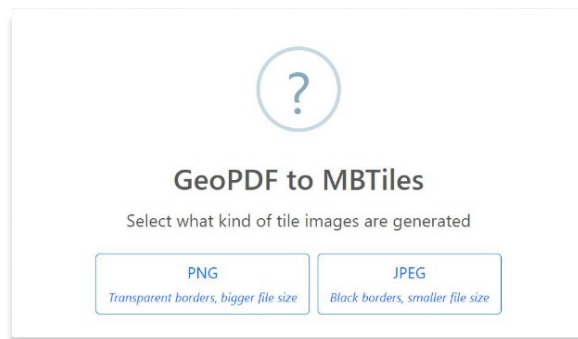 ?
GeoPDF to MBTiles
Select what kind of tile images are generated
PNG
Transparent borders, bigger file size
JPEG
Black borders, smaller file size